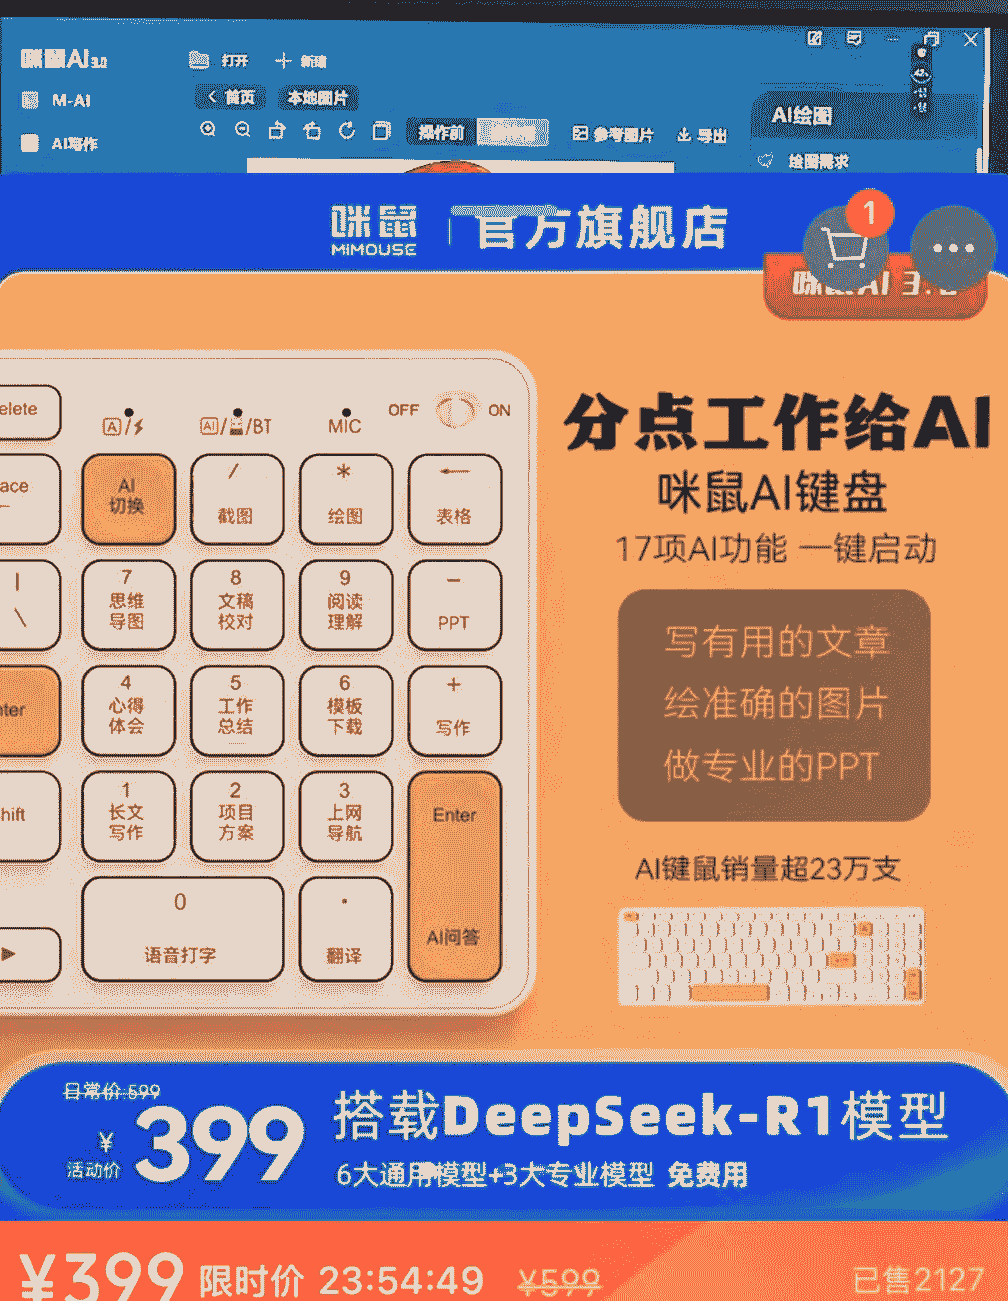 咪鼠AI3.0
打开
新建
M-AI
首页
本地图片
AI绘图
AI写作
操作前
参考图片
导出
绘图需求
咪鼠
MiMOUSE
官方旗舰店
1
咪鼠AI 3.0
elete
A/
AI/ /BT
MIC
OFF
ON
分点工作给AI
咪鼠AI键盘
17项AI功能 一键启动
ace
AI
切换
/
截图
*
绘图
表格
|
\
7
思维
导图
8
文稿
校对
9
阅读
理解
-
PPT
写有用的文章
绘准确的图片
做专业的PPT
nter
4
心得
体会
5
工作
总结
6
模板
下载
+
写作
hift
1
长文
写作
2
项目
方案
3
上网
导航
Enter
AI问答
AI键鼠销量超23万支
0
语音打字
.
翻译
日常价:599
¥
活动价
399
搭载DeepSeek-R1模型
6大通用模型+3大专业模型 免费用
¥399 限时价 23:54:49 ¥599 已售2127